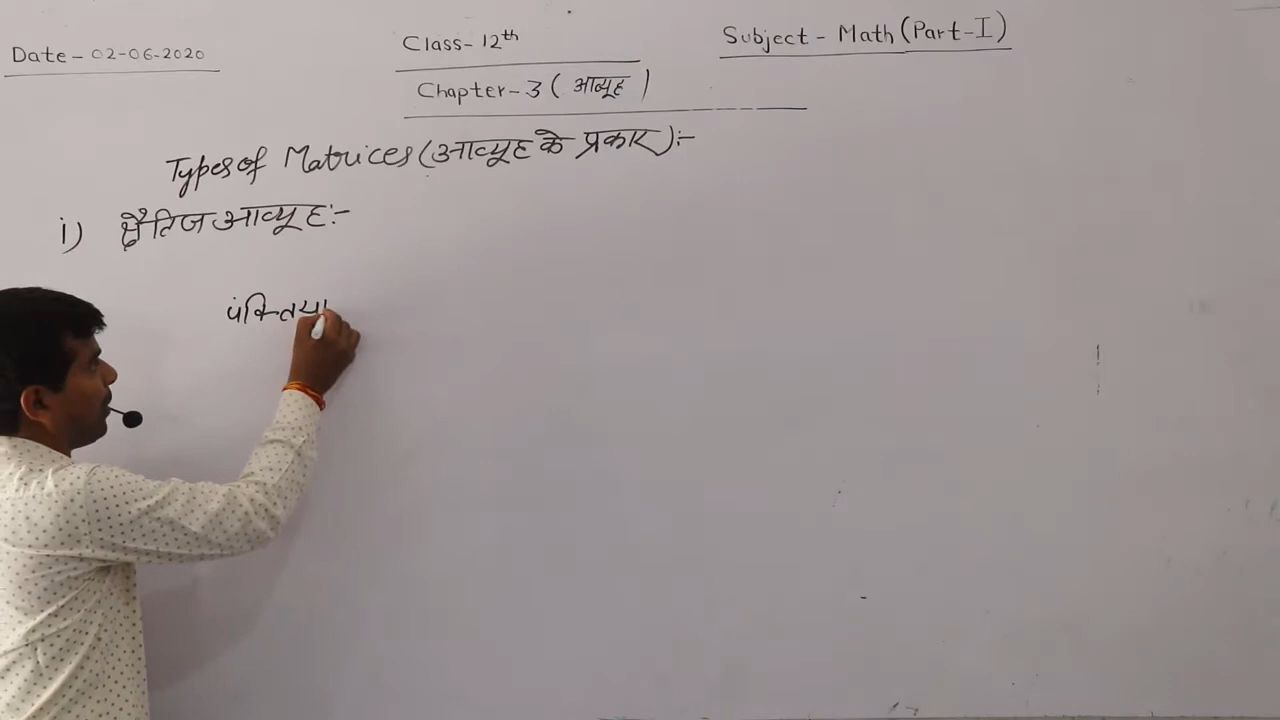 Date - 02-06-2020
Class- 12th
Subject - Math (Part-I)
Chapter-3 ( आव्यूह )
Types of Matrices (आव्यूह के प्रकार) :-
i) क्षैतिज आव्यूह :-
पंक्तिया